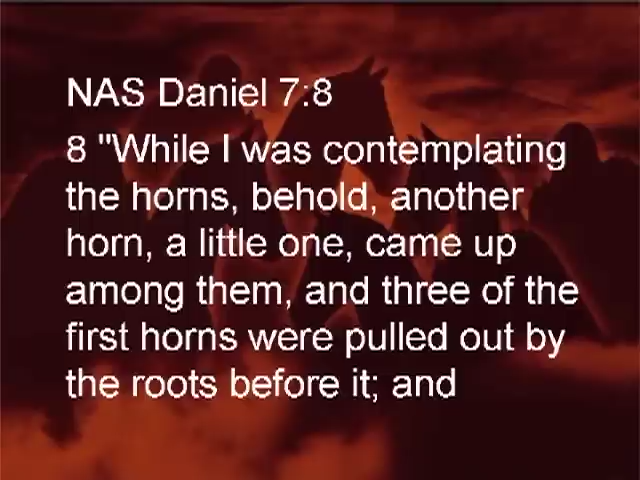 NAS Daniel 7:8
8 "While I was contemplating
the horns, behold, another
horn, a little one, came up
among them, and three of the
first horns were pulled out by
the roots before it; and